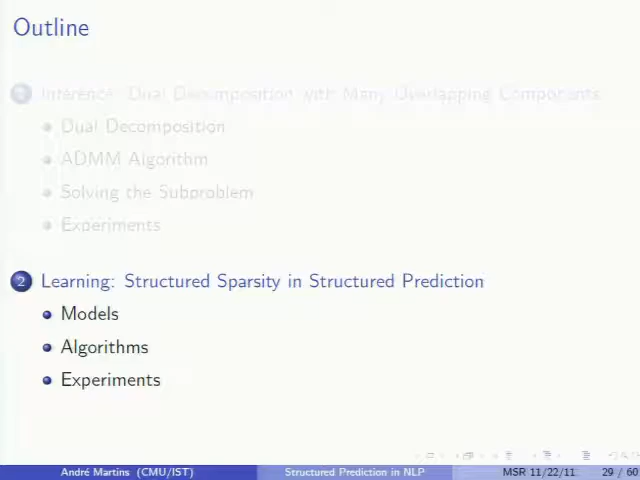 Outline
1 Inference: Dual Decomposition with Many Overlapping Components
Dual Decomposition
ADMM Algorithm
Solving the Subproblem
Experiments
2 Learning: Structured Sparsity in Structured Prediction
Models
Algorithms
Experiments
André Martins (CMU/IST) Structured Prediction in NLP MSR 11/22/11 29 / 60